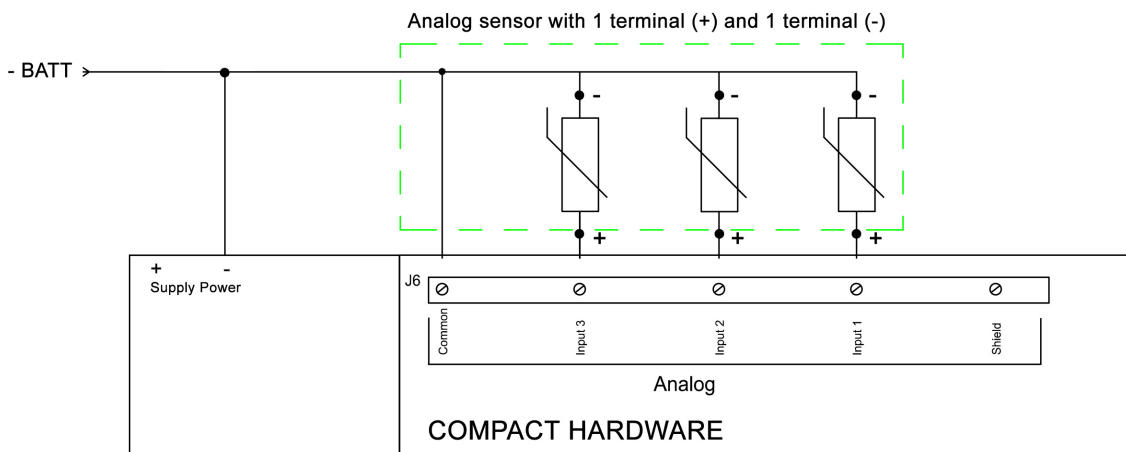 Analog sensor with 1 terminal (+) and 1 terminal (-)
- BATT
- - -
+ + +
+ -
Supply Power
J6
Common
Input 3
Input 2
Input 1
Shield
Analog
COMPACT HARDWARE